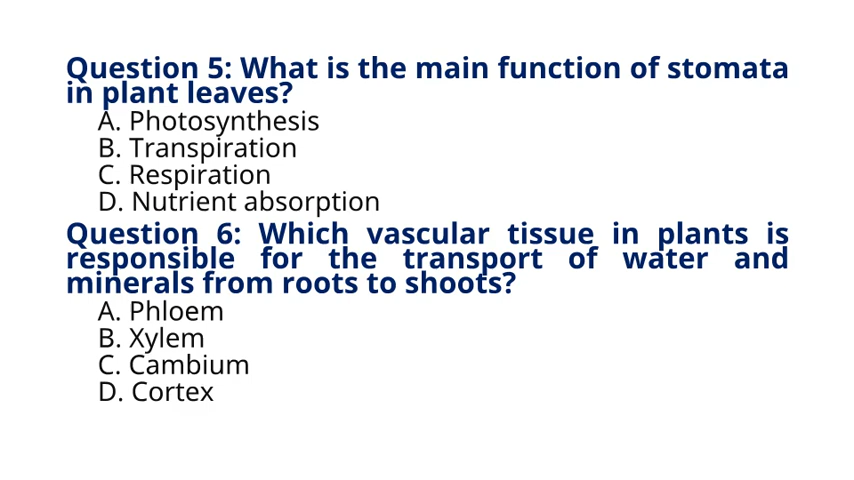 Question 5: What is the main function of stomata
in plant leaves?
A. Photosynthesis
B. Transpiration
C. Respiration
D. Nutrient absorption
Question 6: Which vascular tissue in plants is
responsible for the transport of water and
minerals from roots to shoots?
A. Phloem
B. Xylem
C. Cambium
D. Cortex